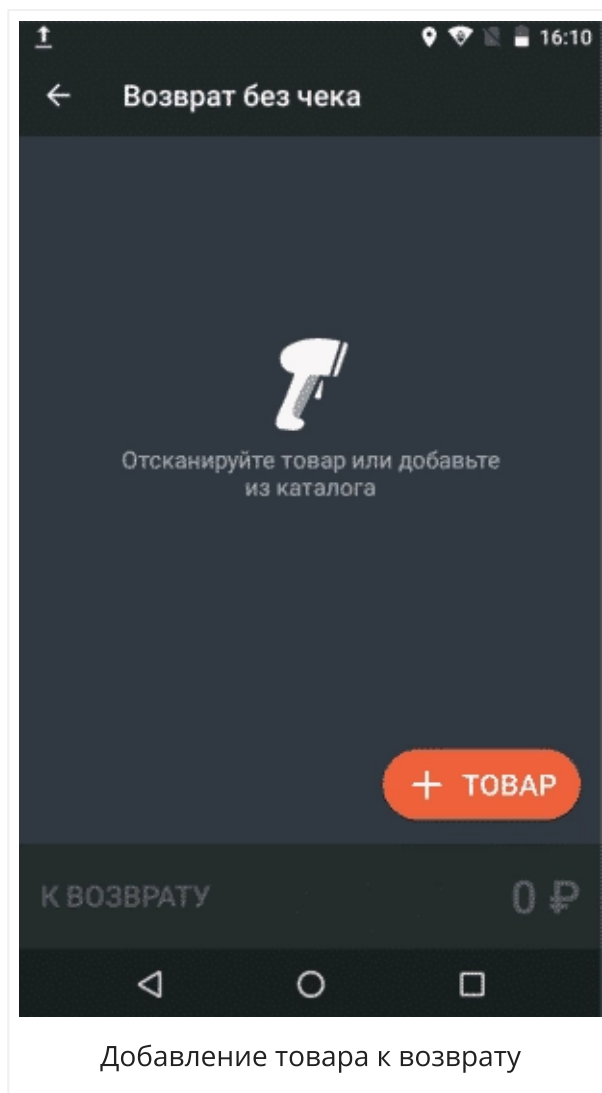 16:10
Возврат без чека
Отсканируйте товар или добавьте
из каталога
+ ТОВАР
К ВОЗВРАТУ
0 ₽
Добавление товара к возврату